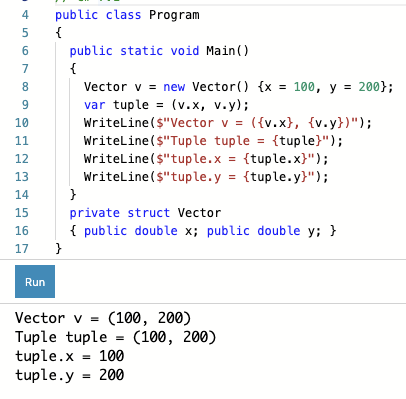 4 public class Program
5 {
6 public static void Main()
7 {
8 Vector v = new Vector() {x = 100, y = 200};
9 var tuple = (v.x, v.y);
10 WriteLine($"Vector v = ({v.x}, {v.y})");
11 WriteLine($"Tuple tuple = {tuple}");
12 WriteLine($"tuple.x = {tuple.x}");
13 WriteLine($"tuple.y = {tuple.y}");
14 }
15 private struct Vector
16 { public double x; public double y; }
17 }
Run
Vector v = (100, 200)
Tuple tuple = (100, 200)
tuple.x = 100
tuple.y = 200